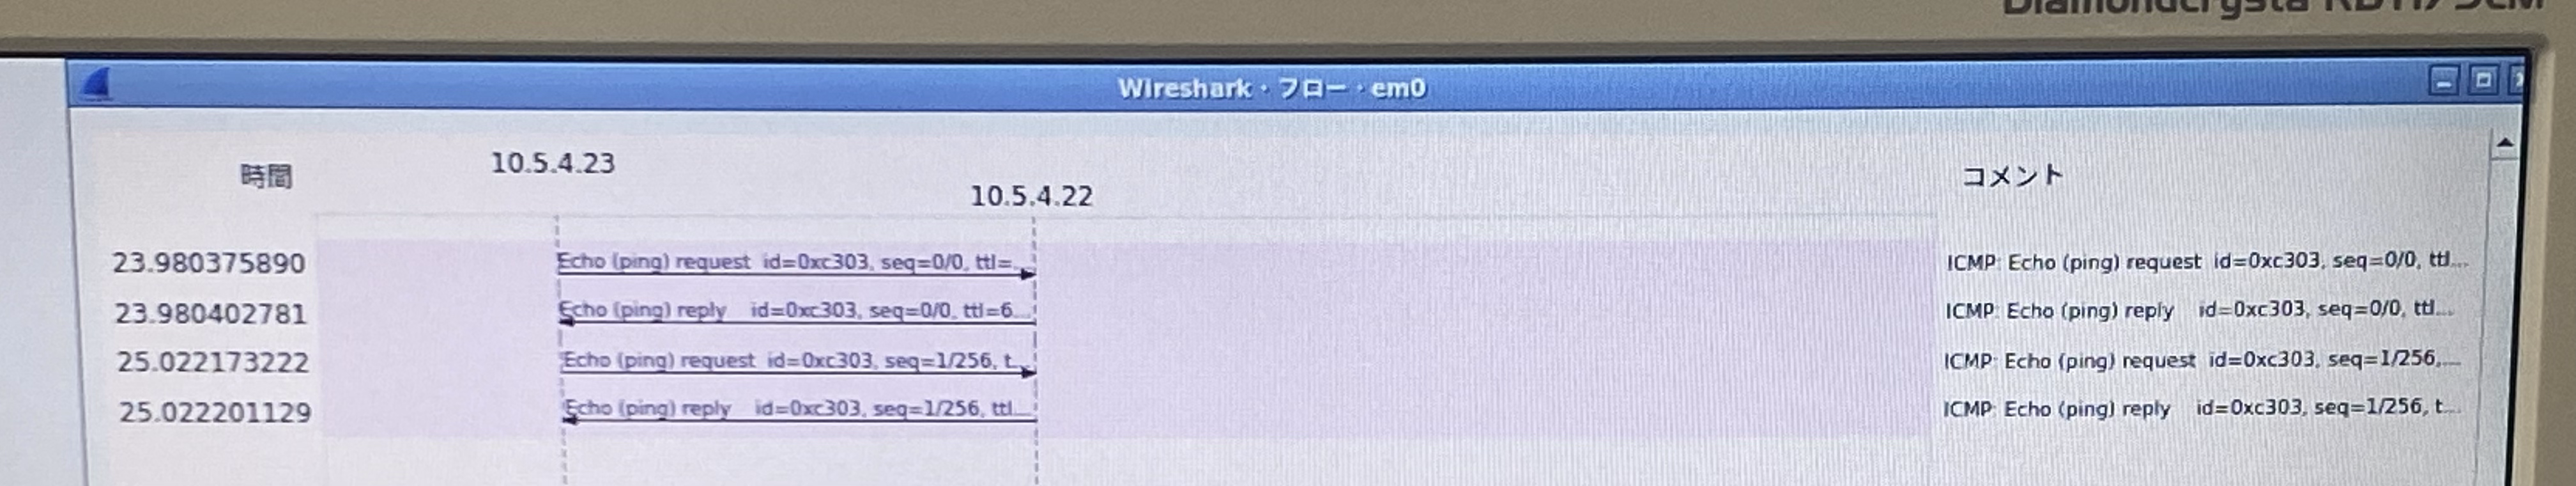 Diamondcrysta
Wireshark・フロー・em0
時間
10.5.4.23
10.5.4.22
コメント
23.980375890 Echo (ping) request id=0xc303, seq=0/0, ttl=... ICMP: Echo (ping) request id=0xc303, seq=0/0, ttl...
23.980402781 Echo (ping) reply id=0xc303, seq=0/0, ttl=6... ICMP: Echo (ping) reply id=0xc303, seq=0/0, ttl...
25.022173222 Echo (ping) request id=0xc303, seq=1/256, t... ICMP: Echo (ping) request id=0xc303, seq=1/256,...
25.022201129 Echo (ping) reply id=0xc303, seq=1/256, ttl... ICMP: Echo (ping) reply id=0xc303, seq=1/256, t...